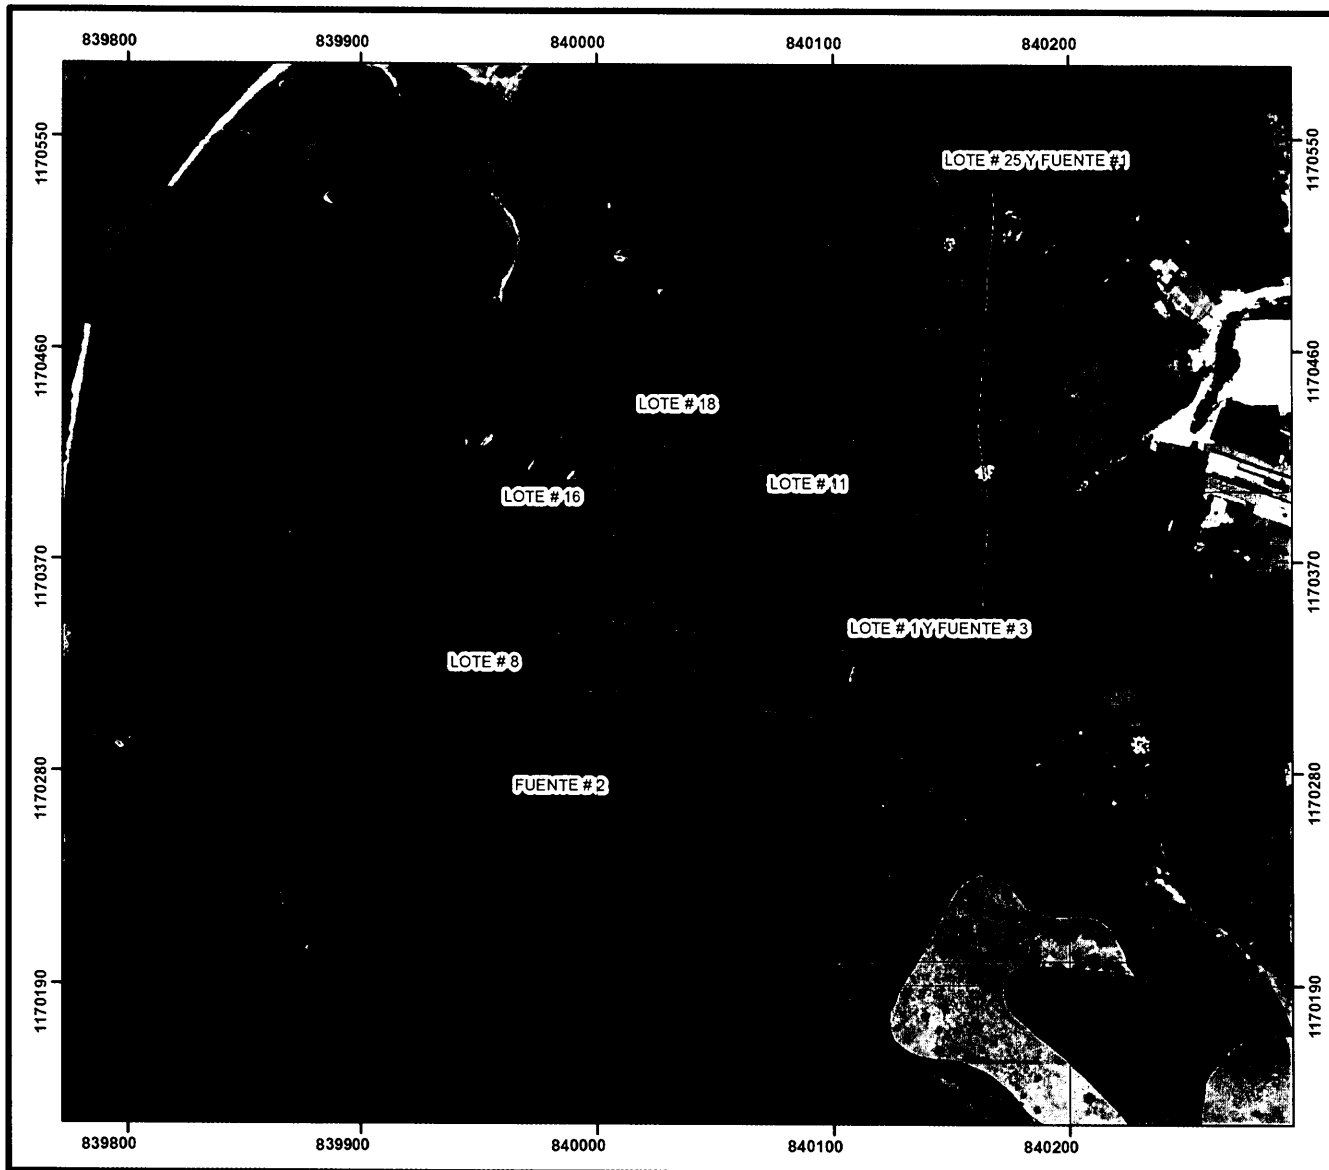 839800 839900 840000 840100 840200
1170550 1170550
LOTE # 25 Y FUENTE #1
1170460 1170460
LOTE # 18
LOTE # 11
LOTE # 16
1170370 1170370
LOTE # 1 Y FUENTE # 3
LOTE # 8
1170280 1170280
FUENTE # 2
1170190 1170190
839800 839900 840000 840100 840200